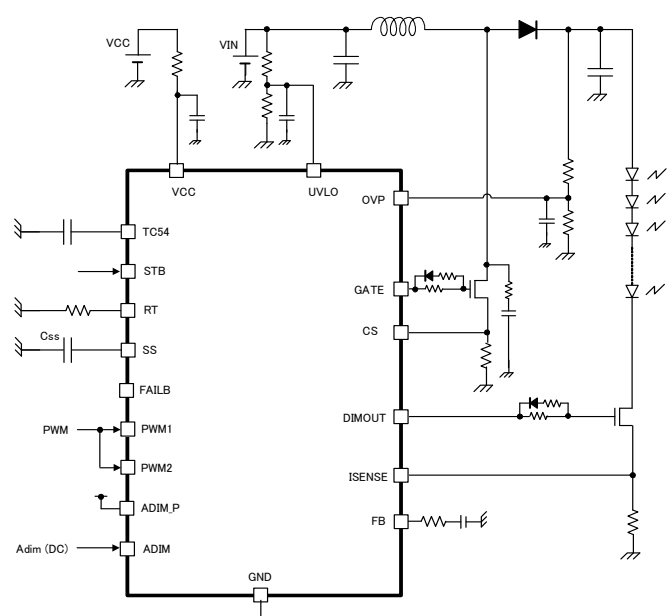 VCC
VIN
VCC
UVLO
OVP
TC54
STB
GATE
RT
Css
SS
CS
FAILB
DIMOUT
PWM
PWM1
PWM2
ISENSE
ADIM_P
FB
Adim (DC)
ADIM
GND